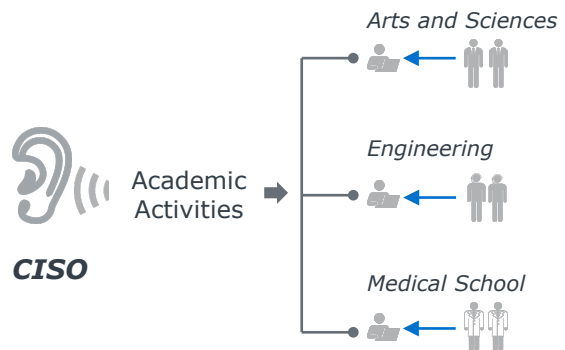 Arts and Sciences
Engineering
Academic
Activities
CISO
Medical School